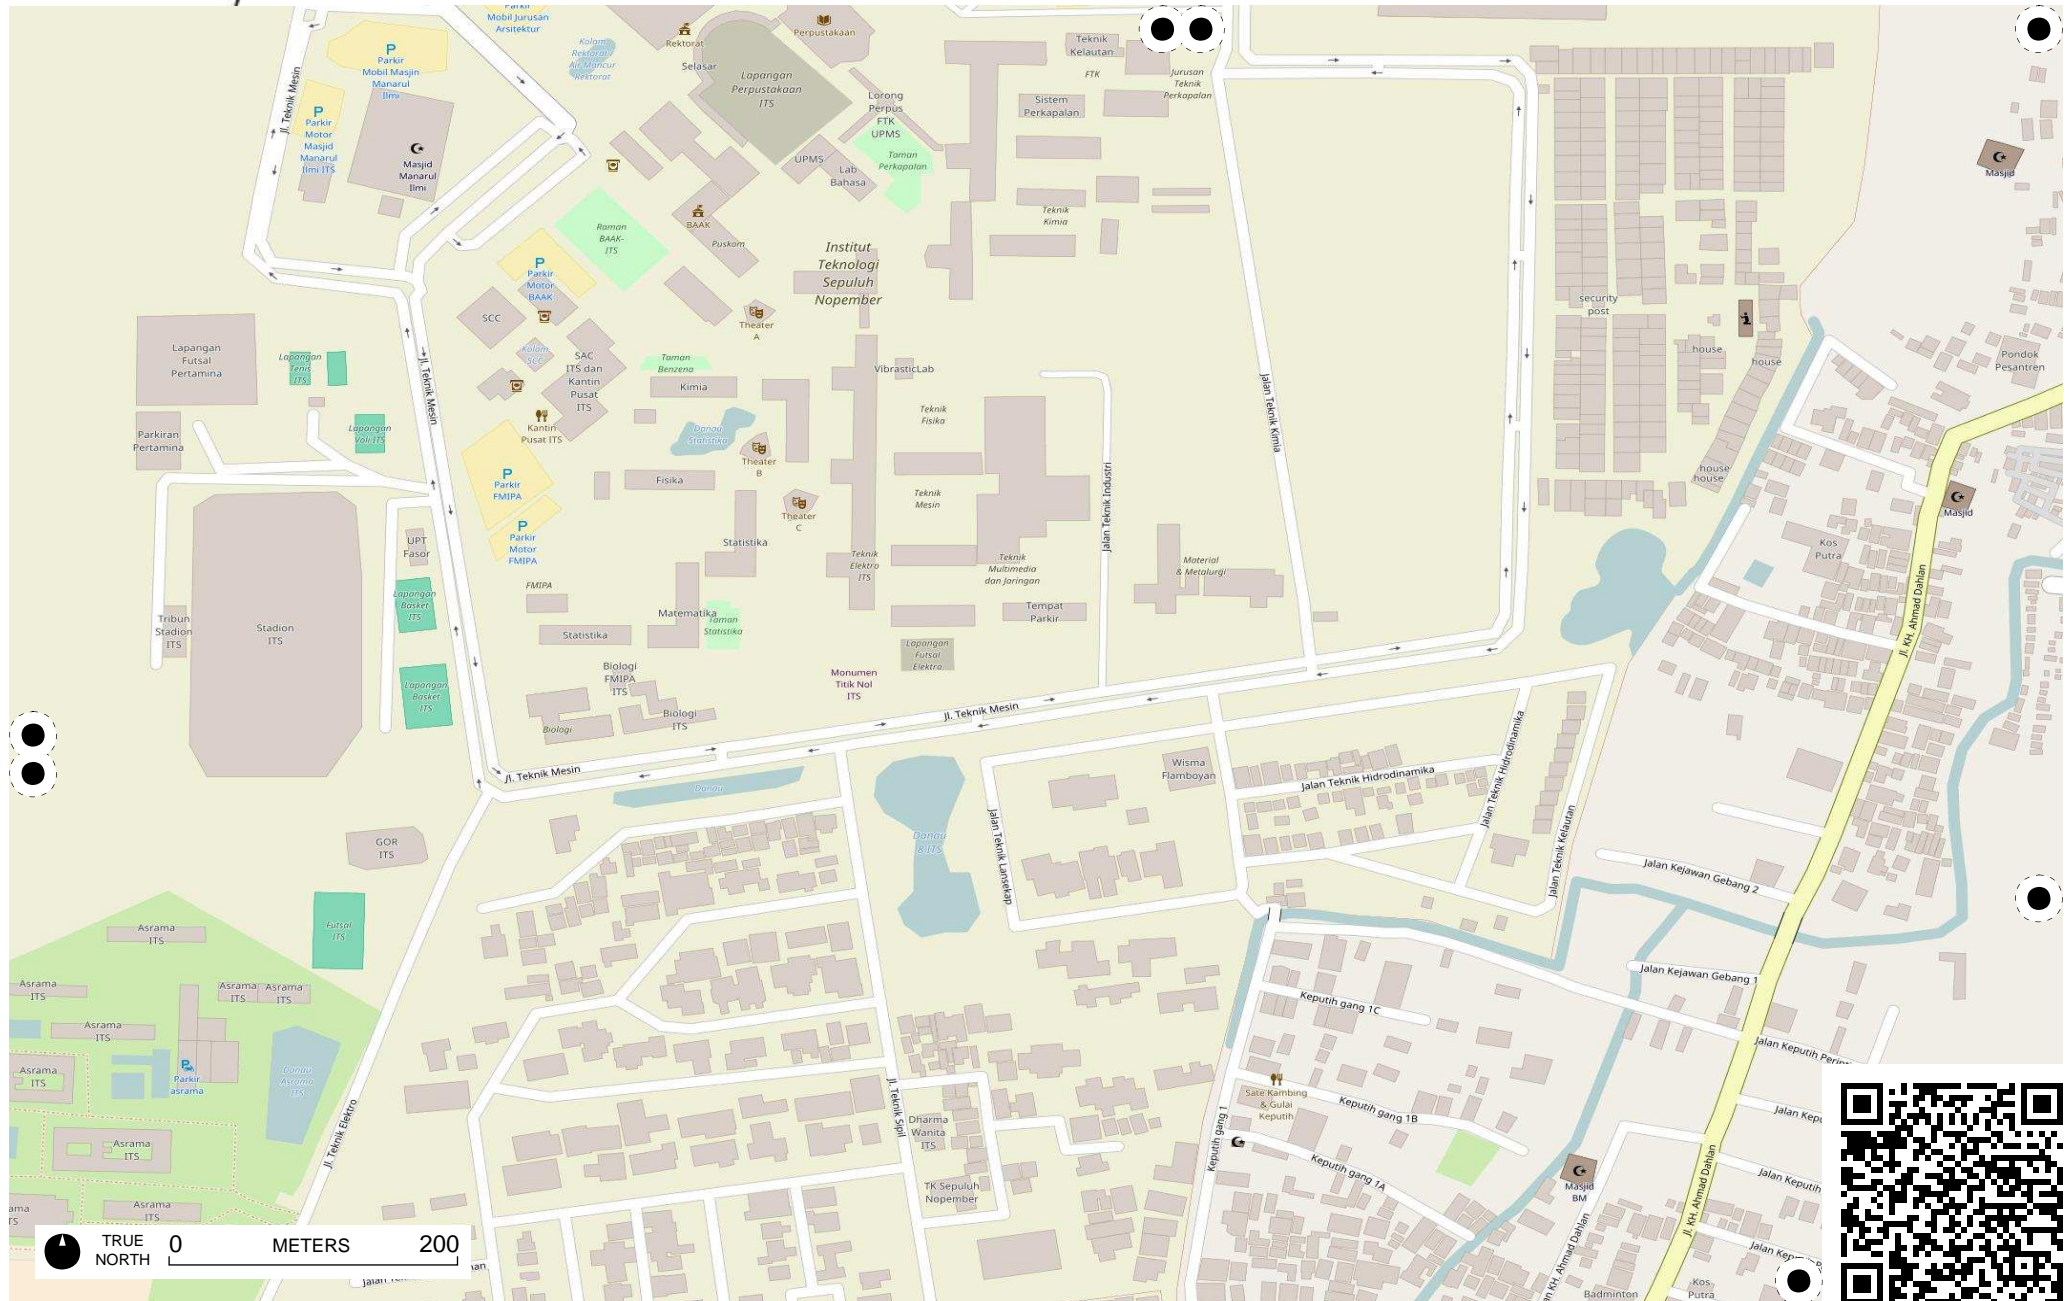 Parkir
Mobil Jurusan
Arsitektur
Rektorat
Perpustakaan
Kolam
Rektorat /
Air Mancur
Rektorat
Selasar
Teknik
Kelautan
FTK
Jurusan
Teknik
Perkapalan
P
Parkir
Mobil Masjin
Manarul
Ilmi
Lapangan
Perpustakaan
ITS
Lorong
Perpus
FTK
UPMS
Sistem
Perkapalan
Jl. Teknik Mesin
P
Parkir
Motor
Masjid
Manarul
Ilmi ITS
Masjid
Manarul
Ilmi
UPMS
Lab
Bahasa
Taman
Perkapalan
Masjid
Teknik
Kimia
BAAK
Puskom
Raman
BAAK-
ITS
Institut
Teknologi
Sepuluh
Nopember
P
Parkir
Motor
BAAK
SCC
Theater
A
security
post
Lapangan
Futsal
Pertamina
Lapangan
Tenis
ITS
Jl. Teknik Mesin
Kolam
SCC
SAC
ITS dan
Kantin
Pusat
ITS
Taman
Benzena
Kimia
VibrasticLab
house
house
Pondok
Pesantren
Jalan Teknik Kimia
Parkiran
Pertamina
Lapangan
Voli ITS
Kantin
Pusat ITS
Danau
Statistika
Teknik
Fisika
Theater
B
P
Parkir
FMIPA
Fisika
Teknik
Mesin
Theater
C
Jalan Teknik Industri
house
house
Masjid
P
Parkir
Motor
FMIPA
UPT
Fasor
Statistika
Teknik
Elektro
ITS
Teknik
Multimedia
dan Jaringan
Material
& Metalurgi
Kos
Putra
FMIPA
Lapangan
Basket
ITS
Matematika
Taman
Statistika
Tempat
Parkir
Jl. KH. Ahmad Dahlan
Tribun
Stadion
ITS
Stadion
ITS
Statistika
Lapangan
Futsal
Elektro
Biologi
FMIPA
ITS
Monumen
Titik Nol
ITS
Lapangan
Basket
ITS
Biologi
Biologi
ITS
Jl. Teknik Mesin
Jl. Teknik Mesin
Danau
Wisma
Flamboyan
Jalan Teknik Hidrodinamika
Jalan Teknik Hidrodinamika
Jalan Teknik Lansekap
Jalan Teknik Kelautan
Danau
8 ITS
GOR
ITS
Jalan Kejawan Gebang 2
Futsal
ITS
Asrama
ITS
Asrama
ITS
Asrama
ITS
Asrama
ITS
Jalan Kejawan Gebang 1
Keputih gang 1C
Asrama
ITS
Asrama
ITS
Parkir
asrama
Danau
Asrama
ITS
Sate Kambing
& Gulai
Keputih
Keputih gang 1B
Keputih gang 1
Keputih gang 1A
Jl. Teknik Elektro
Jl. Teknik Sipil
Dharma
Wanita
ITS
Asrama
ITS
TK Sepuluh
Nopember
Masjid
BM
Jl. KH. Ahmad Dahlan
Asrama
ITS
TRUE
NORTH
0 METERS 200
Badminton
Kos
Putra